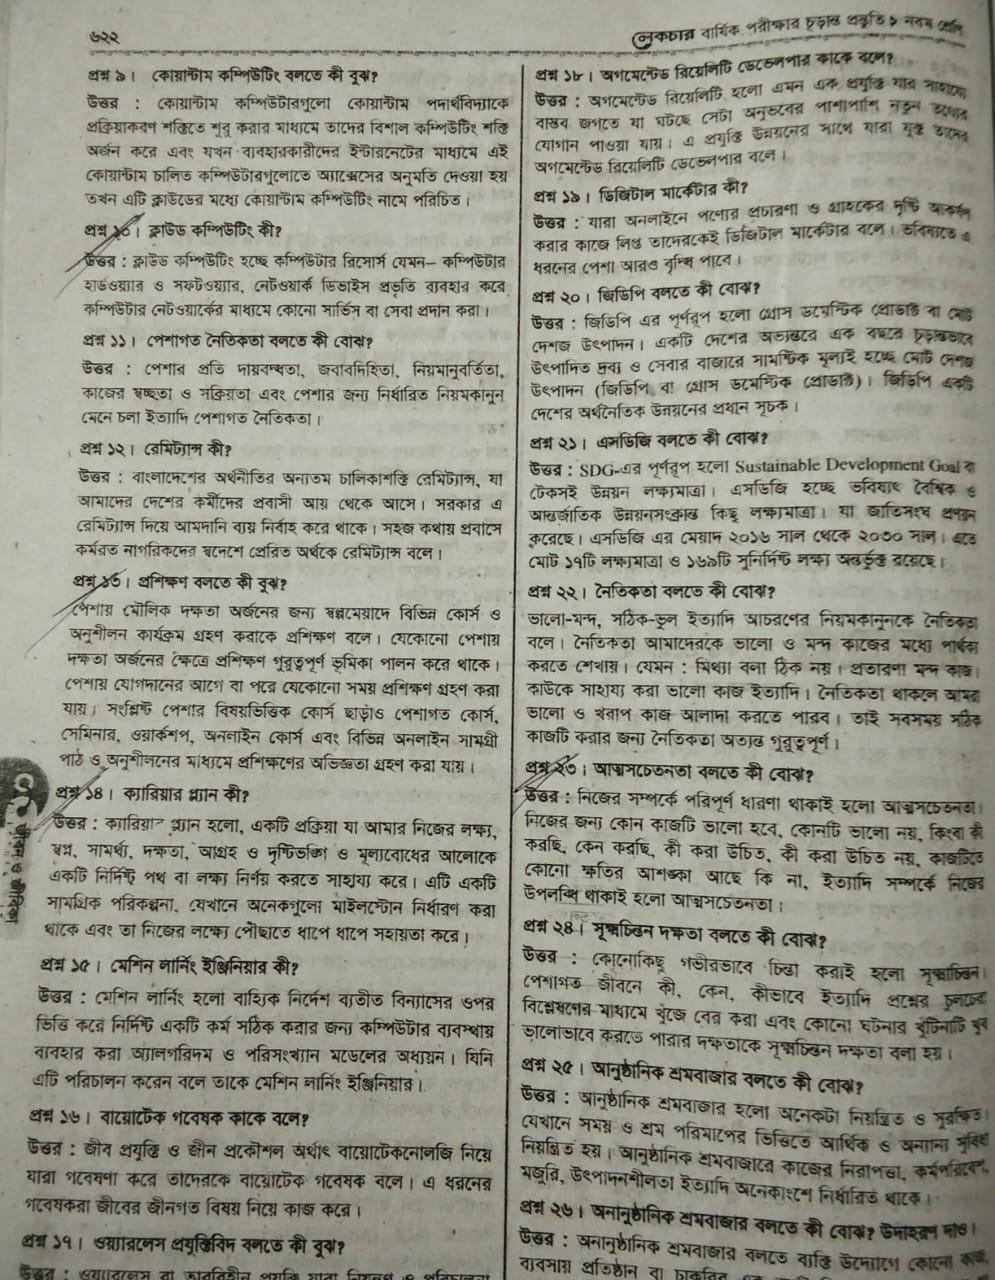 ৬২২
লেকচার বার্ষিক পরীক্ষার চূড়ান্ত প্রস্তুতি > নবম শ্রেণি
প্রশ্ন ৯। কোয়ান্টাম কম্পিউটিং বলতে কী বুঝ?
উত্তর : কোয়ান্টাম কম্পিউটারগুলো কোয়ান্টাম পদার্থবিদ্যাকে
প্রক্রিয়াকরণ শক্তিতে শুরু করার মাধ্যমে তাদের বিশাল কম্পিউটিং শক্তি
অর্জন করে এবং যখন ব্যবহারকারীদের ইন্টারনেটের মাধ্যমে এই
কোয়ান্টাম চালিত কম্পিউটারগুলোতে অ্যাক্সেসের অনুমতি দেওয়া হয়
তখন এটি ক্লাউডের মধ্যে কোয়ান্টাম কম্পিউটিং নামে পরিচিত।
প্রশ্ন ১০। ক্লাউড কম্পিউটিং কী?
উত্তর : ক্লাউড কম্পিউটিং হচ্ছে কম্পিউটার রিসোর্স যেমন– কম্পিউটার
হার্ডওয়্যার ও সফটওয়্যার, নেটওয়ার্ক ডিভাইস প্রভৃতি ব্যবহার করে
কম্পিউটার নেটওয়ার্কের মাধ্যমে কোনো সার্ভিস বা সেবা প্রদান করা।
প্রশ্ন ১১। পেশাগত নৈতিকতা বলতে কী বোঝ?
উত্তর : পেশার প্রতি দায়বদ্ধতা, জবাবদিহিতা, নিয়মানুবর্তিতা,
কাজের স্বচ্ছতা ও সক্রিয়তা এবং পেশার জন্য নির্ধারিত নিয়মকানুন
মেনে চলা ইত্যাদি পেশাগত নৈতিকতা।
প্রশ্ন ১২। রেমিট্যান্স কী?
উত্তর : বাংলাদেশের অর্থনীতির অন্যতম চালিকাশক্তি রেমিট্যান্স, যা
আমাদের দেশের কর্মীদের প্রবাসী আয় থেকে আসে। সরকার এ
রেমিট্যান্স দিয়ে আমদানি ব্যয় নির্বাহ করে থাকে। সহজ কথায় প্রবাসে
কর্মরত নাগরিকদের স্বদেশে প্রেরিত অর্থকে রেমিট্যান্স বলে।
প্রশ্ন ১৩। প্রশিক্ষণ বলতে কী বুঝ?
পেশায় মৌলিক দক্ষতা অর্জনের জন্য স্বল্পমেয়াদে বিভিন্ন কোর্স ও
অনুশীলন কার্যক্রম গ্রহণ করাকে প্রশিক্ষণ বলে। যেকোনো পেশায়
দক্ষতা অর্জনের ক্ষেত্রে প্রশিক্ষণ গুরুত্বপূর্ণ ভূমিকা পালন করে থাকে।
পেশায় যোগদানের আগে বা পরে যেকোনো সময় প্রশিক্ষণ গ্রহণ করা
যায়। সংশ্লিষ্ট পেশার বিষয়ভিত্তিক কোর্স ছাড়াও পেশাগত কোর্স,
সেমিনার, ওয়ার্কশপ, অনলাইন কোর্স এবং বিভিন্ন অনলাইন সামগ্রী
পাঠ ও অনুশীলনের মাধ্যমে প্রশিক্ষণের অভিজ্ঞতা গ্রহণ করা যায়।
প্রশ্ন ১৪। ক্যারিয়ার প্ল্যান কী?
উত্তর : ক্যারিয়ার প্ল্যান হলো, একটি প্রক্রিয়া যা আমার নিজের লক্ষ্য,
স্বপ্ন, সামর্থ্য, দক্ষতা, আগ্রহ ও দৃষ্টিভঙ্গি ও মূল্যবোধের আলোকে
একটি নির্দিষ্ট পথ বা লক্ষ্য নির্ণয় করতে সাহায্য করে। এটি একটি
সামগ্রিক পরিকল্পনা, যেখানে অনেকগুলো মাইলস্টোন নির্ধারণ করা
থাকে এবং তা নিজের লক্ষ্যে পৌঁছাতে ধাপে ধাপে সহায়তা করে।
প্রশ্ন ১৫। মেশিন লার্নিং ইঞ্জিনিয়ার কী?
উত্তর : মেশিন লার্নিং হলো বাহ্যিক নির্দেশ ব্যতীত বিন্যাসের ওপর
ভিত্তি করে নির্দিষ্ট একটি কর্ম সঠিক করার জন্য কম্পিউটার ব্যবস্থায়
ব্যবহার করা অ্যালগরিদম ও পরিসংখ্যান মডেলের অধ্যয়ন। যিনি
এটি পরিচালন করেন বলে তাকে মেশিন লার্নিং ইঞ্জিনিয়ার।
প্রশ্ন ১৬। বায়োটেক গবেষক কাকে বলে?
উত্তর : জীব প্রযুক্তি ও জীন প্রকৌশল অর্থাৎ বায়োটেকনোলজি নিয়ে
যারা গবেষণা করে তাদেরকে বায়োটেক গবেষক বলে। এ ধরনের
গবেষকরা জীবের জীনগত বিষয় নিয়ে কাজ করে।
প্রশ্ন ১৭। ওয়্যারলেস প্রযুক্তিবিদ বলতে কী বুঝ?
উত্তর : ওয়্যারলেস বা তারবিহীন প্রযুক্তি যারা নিয়ন্ত্রণ ও পরিচালনা
প্রশ্ন ১৮। অগমেন্টেড রিয়েলিটি ডেভেলপার কাকে বলে?
উত্তর : অগমেন্টেড রিয়েলিটি হলো এমন এক প্রযুক্তি যার সাহায্যে
বাস্তব জগতে যা ঘটছে সেটা অনুভবের পাশাপাশি নতুন তথ্যের
যোগান পাওয়া যায়। এ প্রযুক্তি উন্নয়নের সাথে যারা যুক্ত তাদের
অগমেন্টেড রিয়েলিটি ডেভেলপার বলে।
প্রশ্ন ১৯। ডিজিটাল মার্কেটার কী?
উত্তর : যারা অনলাইনে পণ্যের প্রচারণা ও গ্রাহকের দৃষ্টি আকর্ষণ
করার কাজে লিপ্ত তাদেরকেই ডিজিটাল মার্কেটার বলে। ভবিষ্যতে এ
ধরনের পেশা আরও বৃদ্ধি পাবে।
প্রশ্ন ২০। জিডিপি বলতে কী বোঝ?
উত্তর : জিডিপি এর পূর্ণরূপ হলো গ্রোস ডমেস্টিক প্রোডাক্ট বা মোট
দেশজ উৎপাদন। একটি দেশের অভ্যন্তরে এক বছরে চূড়ান্তভাবে
উৎপাদিত দ্রব্য ও সেবার বাজারে সামষ্টিক মূল্যই হচ্ছে মোট দেশজ
উৎপাদন (জিডিপি বা গ্রোস ডমেস্টিক প্রোডাক্ট)। জিডিপি একটি
দেশের অর্থনৈতিক উন্নয়নের প্রধান সূচক।
প্রশ্ন ২১। এসডিজি বলতে কী বোঝ?
উত্তর : SDG-এর পূর্ণরূপ হলো Sustainable Development Goal বা
টেকসই উন্নয়ন লক্ষ্যমাত্রা। এসডিজি হচ্ছে ভবিষ্যৎ বৈশ্বিক ও
আন্তর্জাতিক উন্নয়নসংক্রান্ত কিছু লক্ষ্যমাত্রা। যা জাতিসংঘ প্রণয়ন
করেছে। এসডিজি এর মেয়াদ ২০১৬ সাল থেকে ২০৩০ সাল। এতে
মোট ১৭টি লক্ষ্যমাত্রা ও ১৬৯টি সুনির্দিষ্ট লক্ষ্য অন্তর্ভুক্ত রয়েছে।
প্রশ্ন ২২। নৈতিকতা বলতে কী বোঝ?
ভালো-মন্দ, সঠিক-ভুল ইত্যাদি আচরণের নিয়মকানুনকে নৈতিকতা
বলে। নৈতিকতা আমাদেরকে ভালো ও মন্দ কাজের মধ্যে পার্থক্য
করতে শেখায়। যেমন : মিথ্যা বলা ঠিক নয়। প্রতারণা মন্দ কাজ।
কাউকে সাহায্য করা ভালো কাজ ইত্যাদি। নৈতিকতা থাকলে আমরা
ভালো ও খরাপ কাজ আলাদা করতে পারব। তাই সবসময় সঠিক
কাজটি করার জন্য নৈতিকতা অত্যন্ত গুরুত্বপূর্ণ।
প্রশ্ন ২৩। আত্মসচেতনতা বলতে কী বোঝ?
উত্তর : নিজের সম্পর্কে পরিপূর্ণ ধারণা থাকাই হলো আত্মসচেতনতা।
নিজের জন্য কোন কাজটি ভালো হবে, কোনটি ভালো নয়, কিংবা কী
করছি, কেন করছি, কী করা উচিত, কী করা উচিত নয়, কাজটিতে
কোনো ক্ষতির আশঙ্কা আছে কি না, ইত্যাদি সম্পর্কে নিজের
উপলব্ধি থাকাই হলো আত্মসচেতনতা।
প্রশ্ন ২৪। সূক্ষ্মচিন্তন দক্ষতা বলতে কী বোঝ?
উত্তর : কোনোকিছু গভীরভাবে চিন্তা করাই হলো সূক্ষ্মচিন্তন।
পেশাগত জীবনে কী, কেন, কীভাবে ইত্যাদি প্রশ্নের চুলচেরা
বিশ্লেষণের মাধ্যমে খুঁজে বের করা এবং কোনো ঘটনার খুঁটিনাটি খুব
ভালোভাবে করতে পারার দক্ষতাকে সূক্ষ্মচিন্তন দক্ষতা বলা হয়।
প্রশ্ন ২৫। আনুষ্ঠানিক শ্রমবাজার বলতে কী বোঝ?
উত্তর : আনুষ্ঠানিক শ্রমবাজার হলো অনেকটা নিয়ন্ত্রিত ও সুরক্ষিত।
যেখানে সময় ও শ্রম পরিমাপের ভিত্তিতে আর্থিক ও অন্যান্য সুবিধা
নিয়ন্ত্রিত হয়। আনুষ্ঠানিক শ্রমবাজারে কাজের নিরাপত্তা, কর্মপরিবেশ,
মজুরি, উৎপাদনশীলতা ইত্যাদি অনেকাংশে নির্ধারিত থাকে।
প্রশ্ন ২৬। অনানুষ্ঠানিক শ্রমবাজার বলতে কী বোঝ? উদাহরণ দাও।
উত্তর : অনানুষ্ঠানিক শ্রমবাজার বলতে ব্যক্তি উদ্যোগে কোনো কাজ,
ব্যবসায় প্রতিষ্ঠান বা চাকরির
জীবন ও জীবিকা